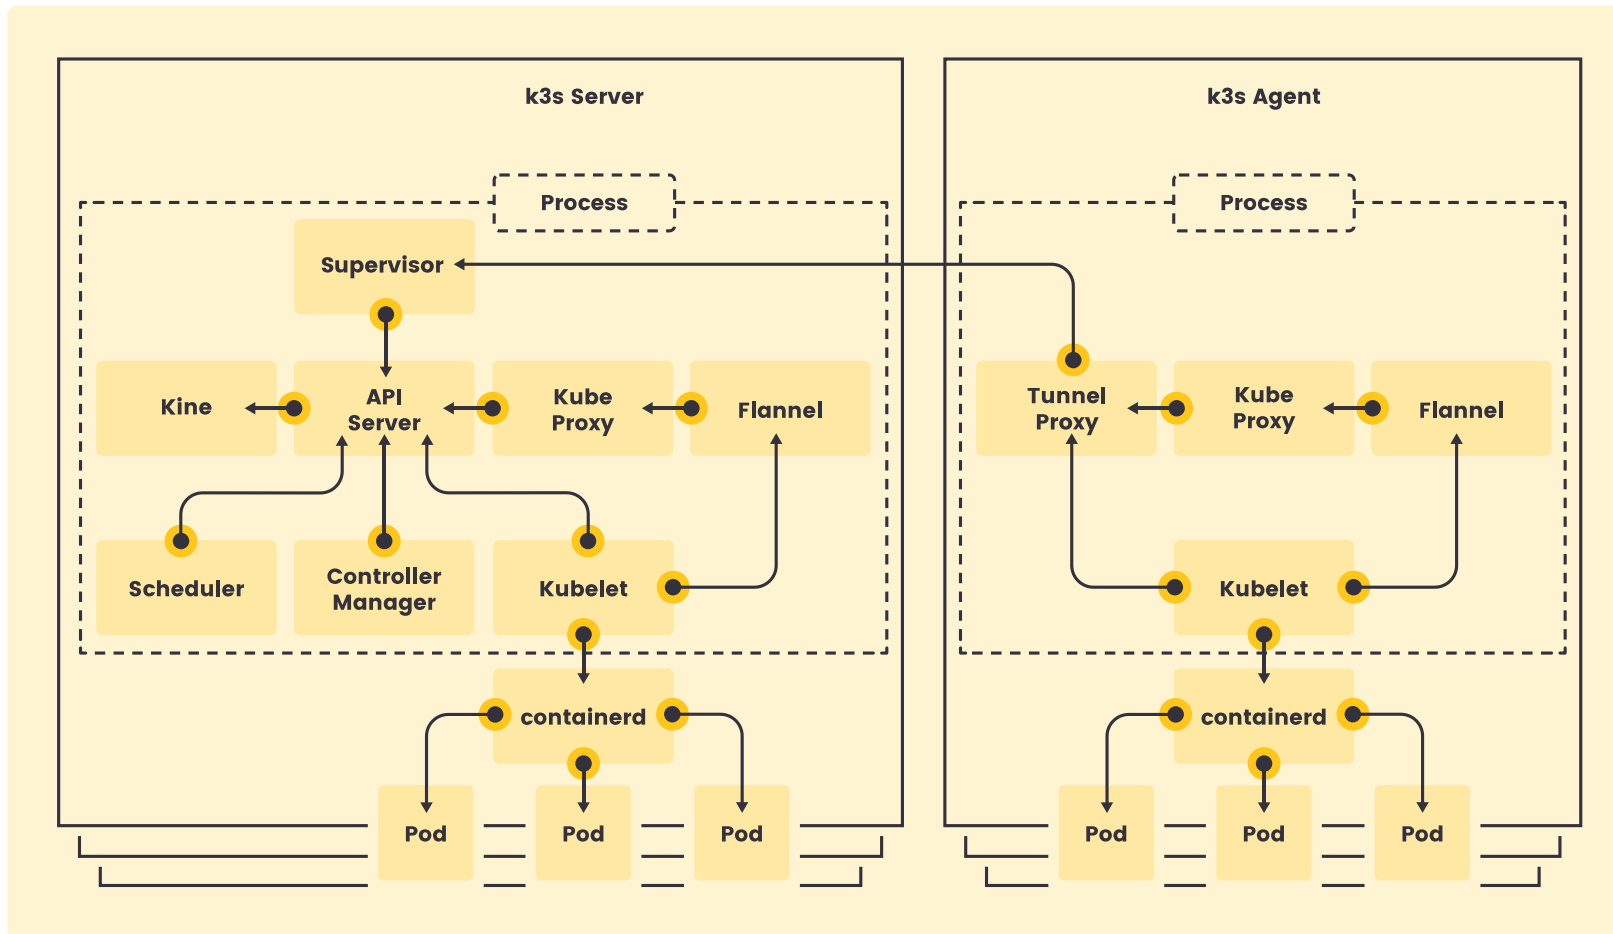 k3s Server
k3s Agent
Process
Process
Supervisor
Kine
API
Server
Kube
Proxy
Flannel
Tunnel
Proxy
Kube
Proxy
Flannel
Scheduler
Controller
Manager
Kubelet
Kubelet
containerd
containerd
Pod
Pod
Pod
Pod
Pod
Pod